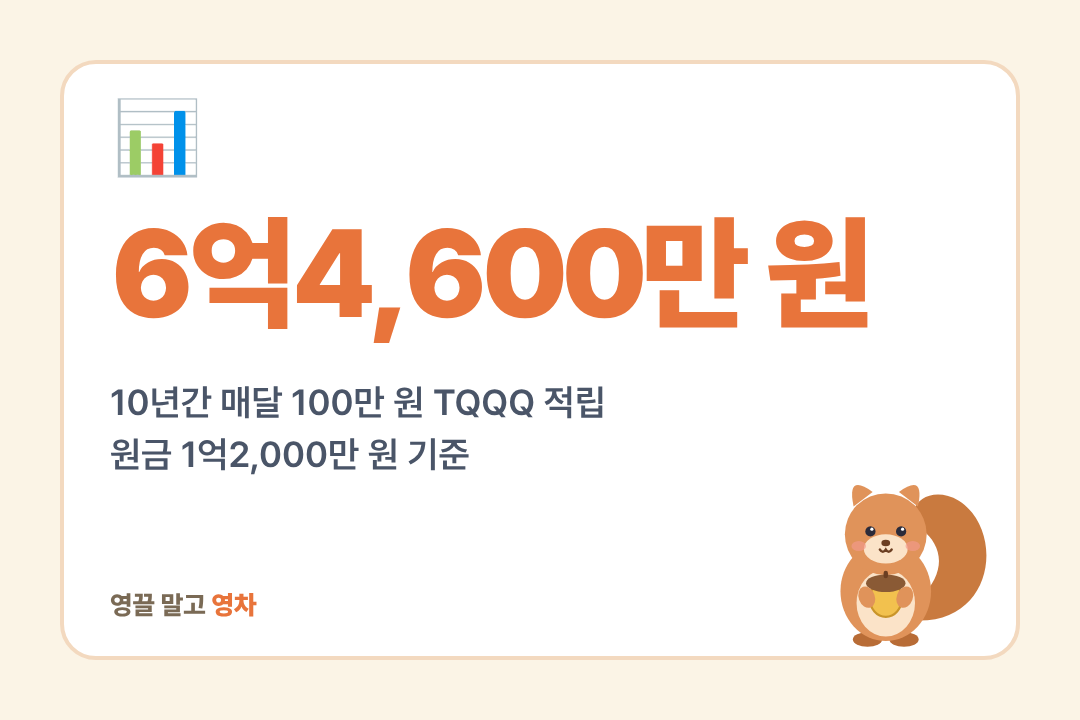 6억4,600만 원
10년간 매달 100만 원 TQQQ 적립
원금 1억2,000만 원 기준
영끌 말고 영차